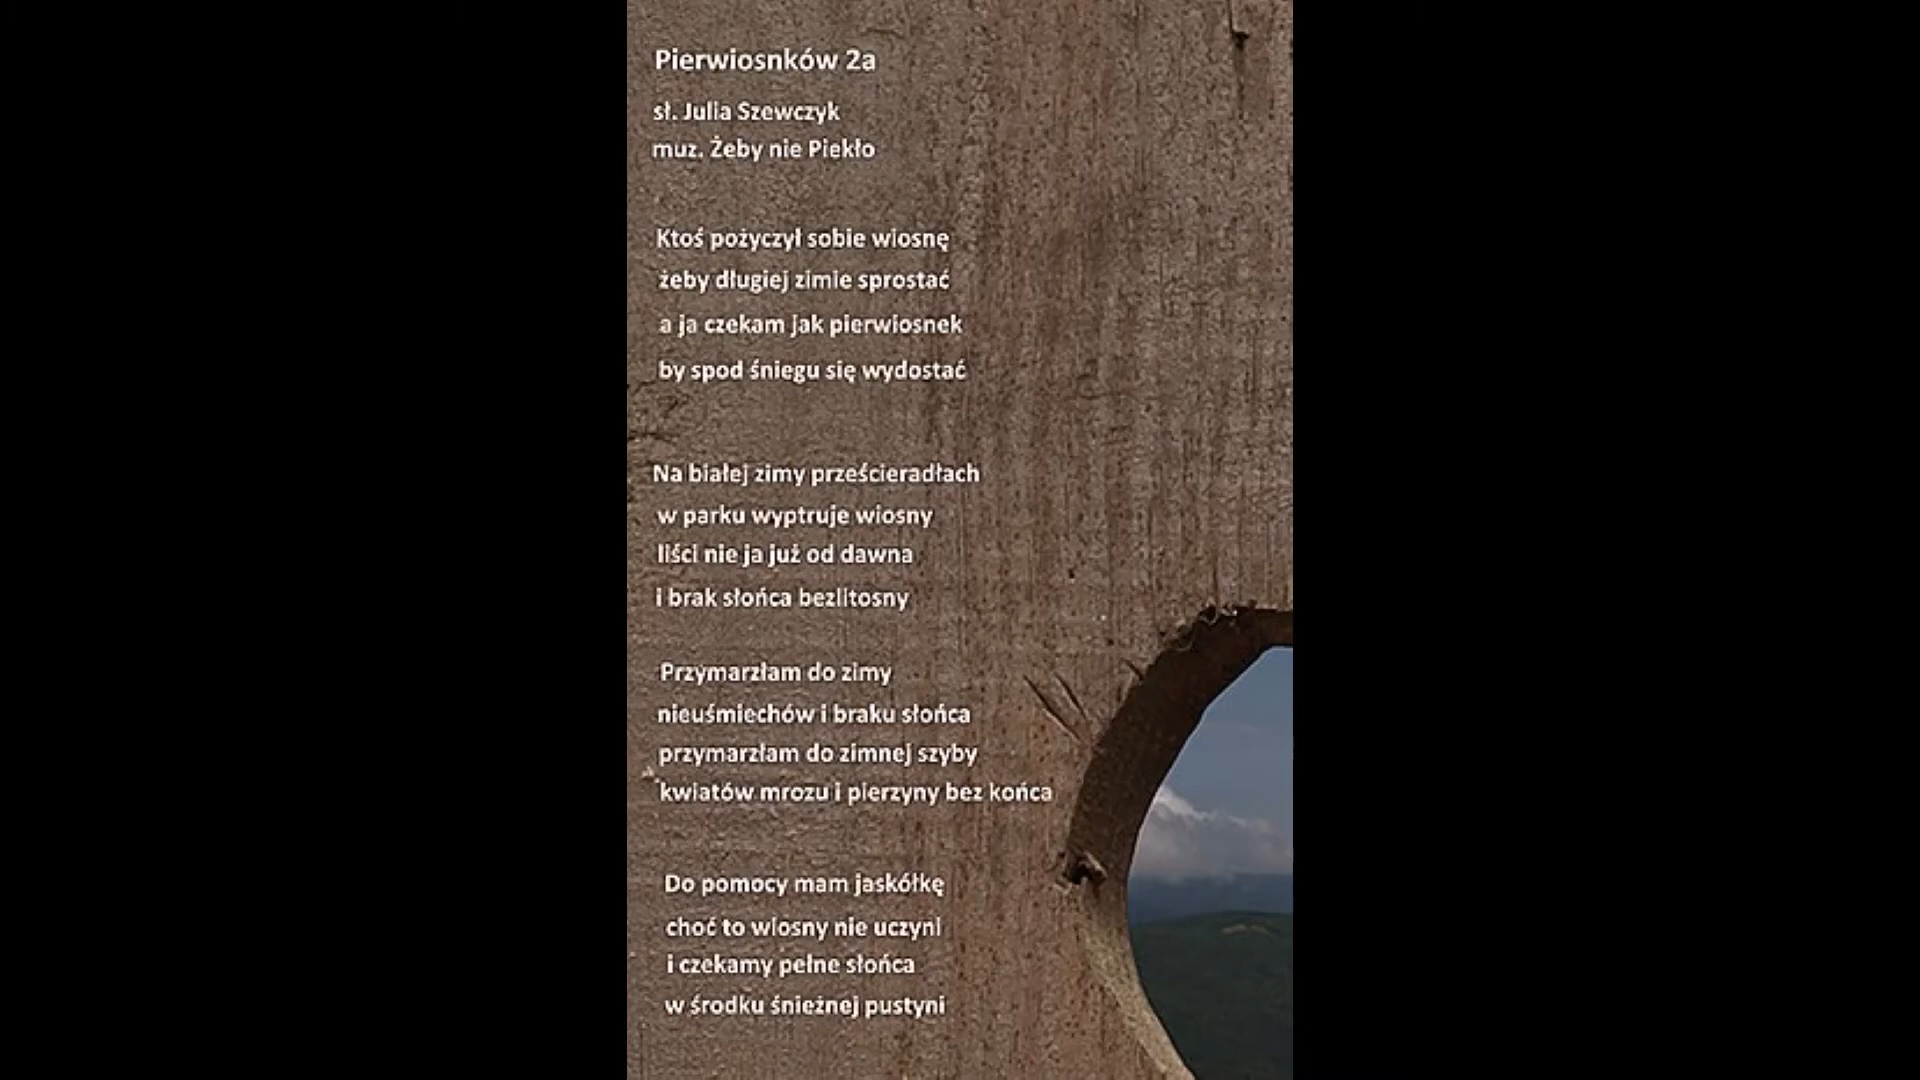 Pierwiosnków 2a
sł. Julia Szewczyk
muz. Żeby nie Piekło
Ktoś pożyczył sobie wiosnę
żeby długiej zimie sprostać
a ja czekam jak pierwiosnek
by spod śniegu się wydostać
Na białej zimy prześcieradłach
w parku wyptruje wiosny
liści nie ja już od dawna
i brak słońca bezlitosny
Przymarzłam do zimy
nieuśmiechów i braku słońca
przymarzłam do zimnej szyby
kwiatów mrozu i pierzyny bez końca
Do pomocy mam jaskółkę
choć to wiosny nie uczyni
i czekamy pełne słońca
w środku śnieżnej pustyni